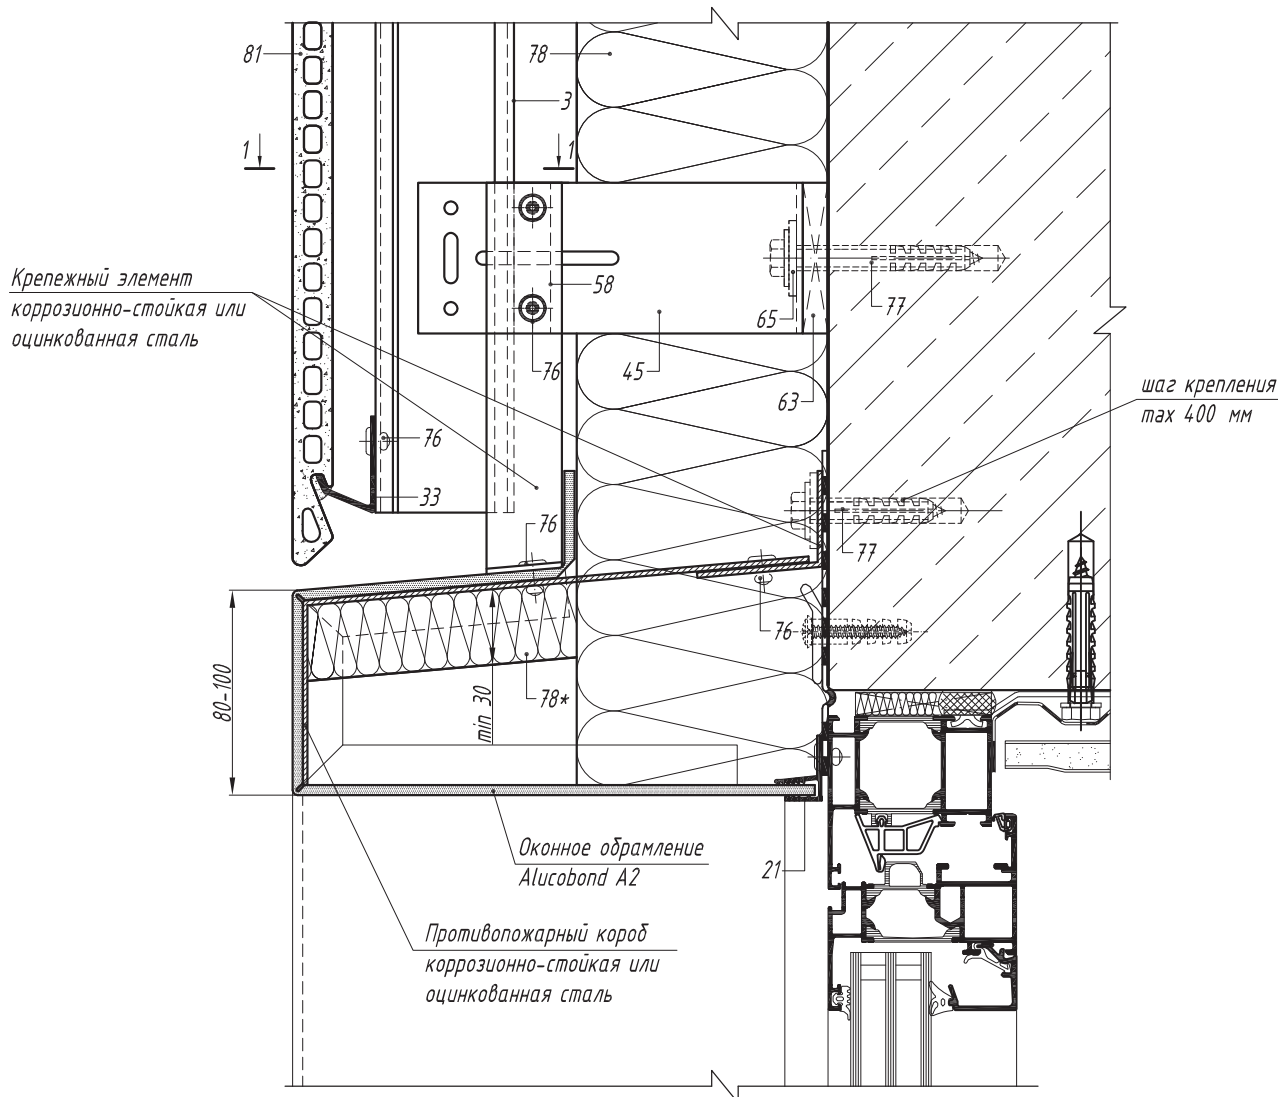 81
78
3
1
1
Крепежный элемент
коррозионно-стойкая или
оцинкованная сталь
58
65
77
76
45
63
шаг крепления
max 400 мм
76
33
76
77
76
80-100
min 30
78*
Оконное обрамление
Alucobond A2
21
Противопожарный короб
коррозионно-стойкая или
оцинкованная сталь